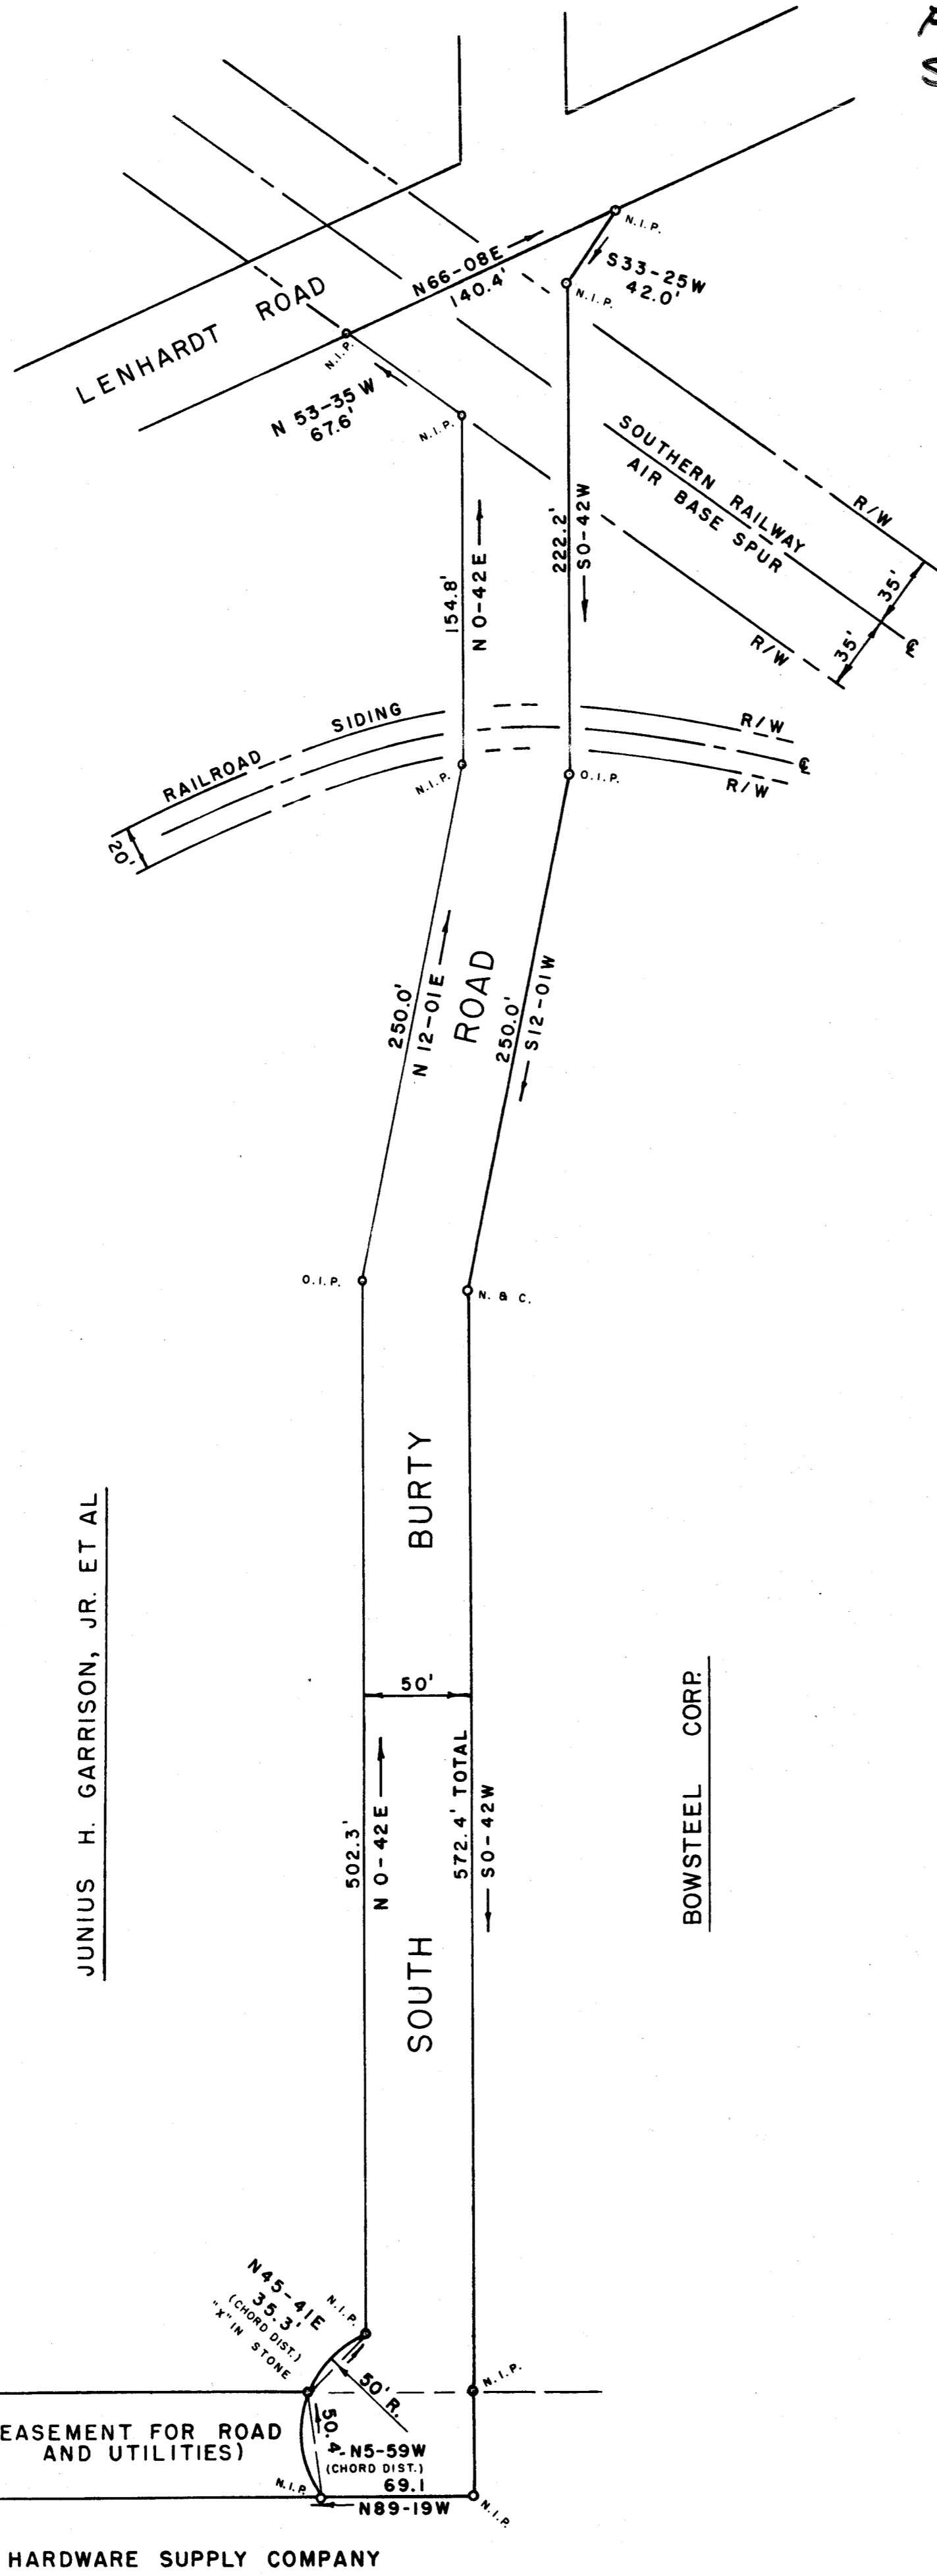 N.I.P.
N66-08E
140.4'
S33-25W
42.0'
N.I.P.
LENHARDT ROAD
N.I.P.
N 53-35 W
67.6'
N.I.P.
SOUTHERN RAILWAY
AIR BASE SPUR
R/W
35'
35'
R/W
℄
222.2'
S0-42W
154.8'
N 0-42E
RAILROAD SIDING
R/W
℄
R/W
20'
N.I.P.
O.I.P.
250.0'
N 12-01E
ROAD
250.0'
S12-01W
O.I.P.
N. & C.
BURTY
JUNIUS H. GARRISON, JR. ET AL
50'
BOWSTEEL CORP.
502.3'
N 0-42E
572.4' TOTAL
S0-42W
SOUTH
N45-41E
35.3'
(CHORD DIST.)
"X" IN STONE
N.I.P.
50' R.
N.I.P.
EASEMENT FOR ROAD
AND UTILITIES)
50.4
N5-59W
(CHORD DIST.)
69.1
N89-19W
N.I.P.
N.I.P.
HARDWARE SUPPLY COMPANY